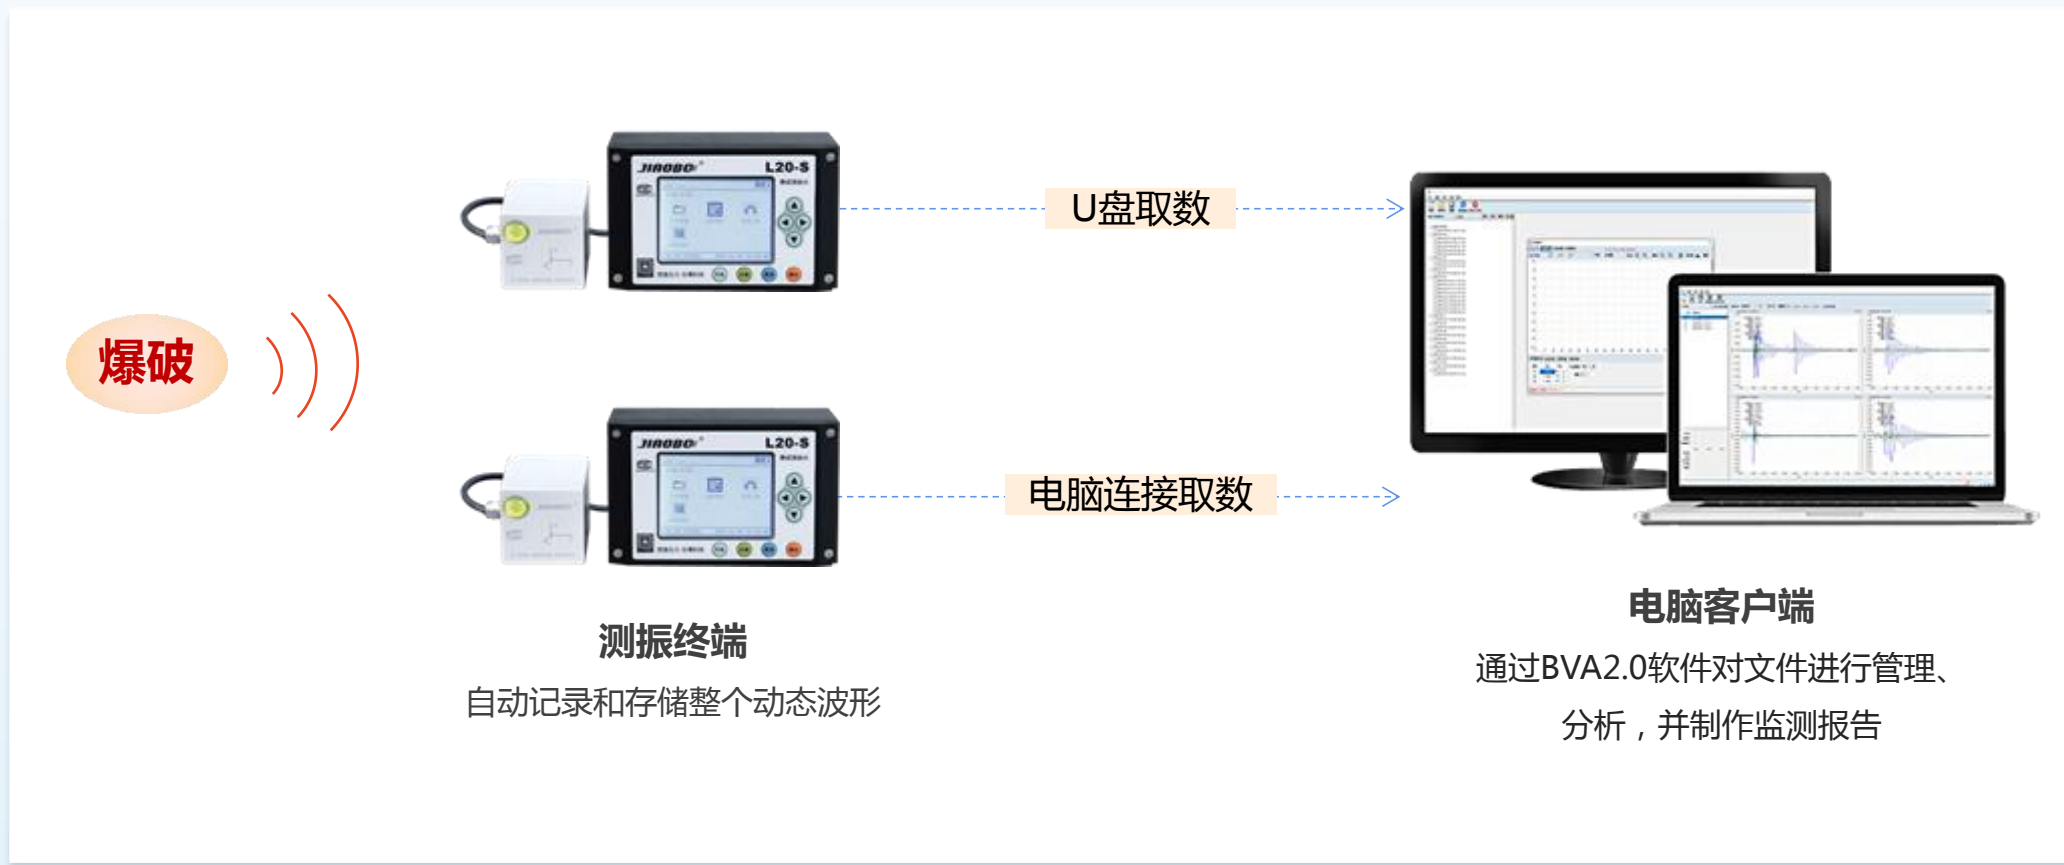 JIAOBO
L20-S
U盘取数
爆破
JIAOBO
L20-S
电脑连接取数
测振终端
自动记录和存储整个动态波形
电脑客户端
通过BVA2.0软件对文件进行管理、
分析，并制作监测报告